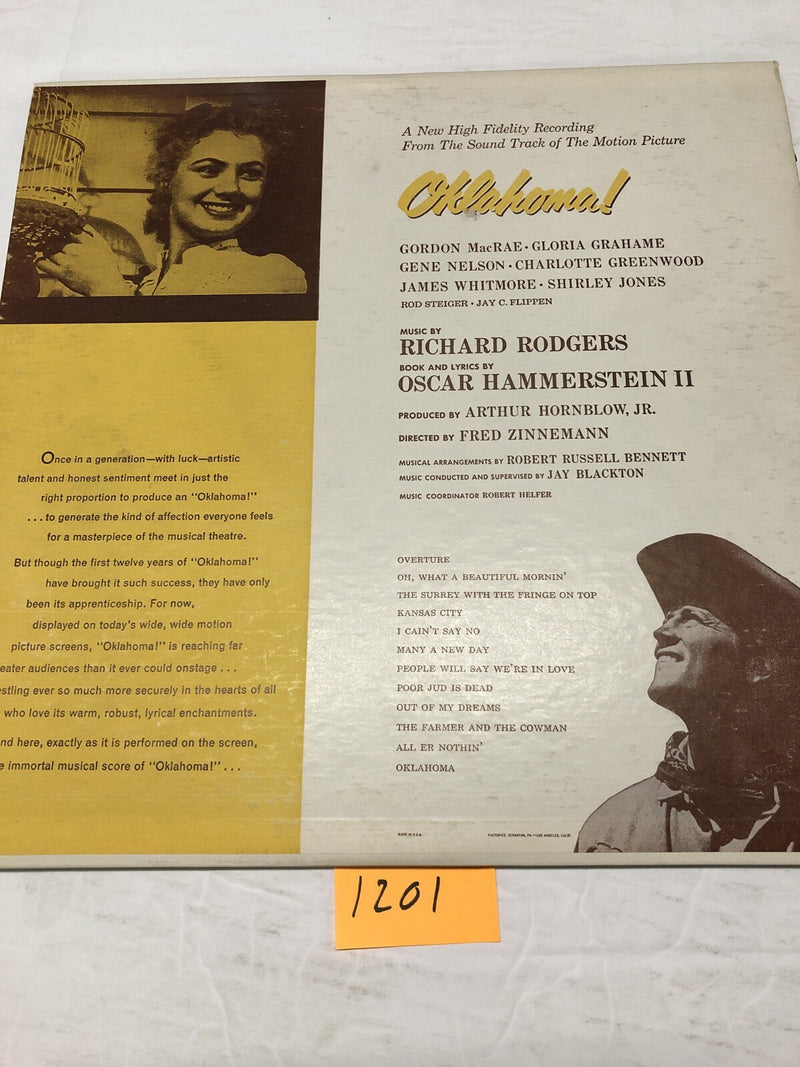 A New High Fidelity Recording
From The Sound Track of The Motion Picture
Oklahoma!
GORDON MacRAE • GLORIA GRAHAME
GENE NELSON • CHARLOTTE GREENWOOD
JAMES WHITMORE • SHIRLEY JONES
ROD STEIGER • JAY C. FLIPPEN
MUSIC BY
RICHARD RODGERS
BOOK AND LYRICS BY
OSCAR HAMMERSTEIN II
PRODUCED BY ARTHUR HORNBLOW, JR.
DIRECTED BY FRED ZINNEMANN
MUSICAL ARRANGEMENTS BY ROBERT RUSSELL BENNETT
MUSIC CONDUCTED AND SUPERVISED BY JAY BLACKTON
MUSIC COORDINATOR ROBERT HELFER
Once in a generation—with luck—artistic
talent and honest sentiment meet in just the
right proportion to produce an "Oklahoma!"
... to generate the kind of affection everyone feels
for a masterpiece of the musical theatre.
But though the first twelve years of "Oklahoma!"
have brought it such success, they have only
been its apprenticeship. For now,
displayed on today's wide, wide motion
picture screens, "Oklahoma!" is reaching far
eater audiences than it ever could onstage ...
estling ever so much more securely in the hearts of all
who love its warm, robust, lyrical enchantments.
nd here, exactly as it is performed on the screen,
e immortal musical score of "Oklahoma!" ...
OVERTURE
OH, WHAT A BEAUTIFUL MORNIN'
THE SURREY WITH THE FRINGE ON TOP
KANSAS CITY
I CAIN'T SAY NO
MANY A NEW DAY
PEOPLE WILL SAY WE'RE IN LOVE
POOR JUD IS DEAD
OUT OF MY DREAMS
THE FARMER AND THE COWMAN
ALL ER NOTHIN'
OKLAHOMA
MADE IN U.S.A.
FACTORIES: SCRANTON, PA.—LOS ANGELES, CALIF.
1201